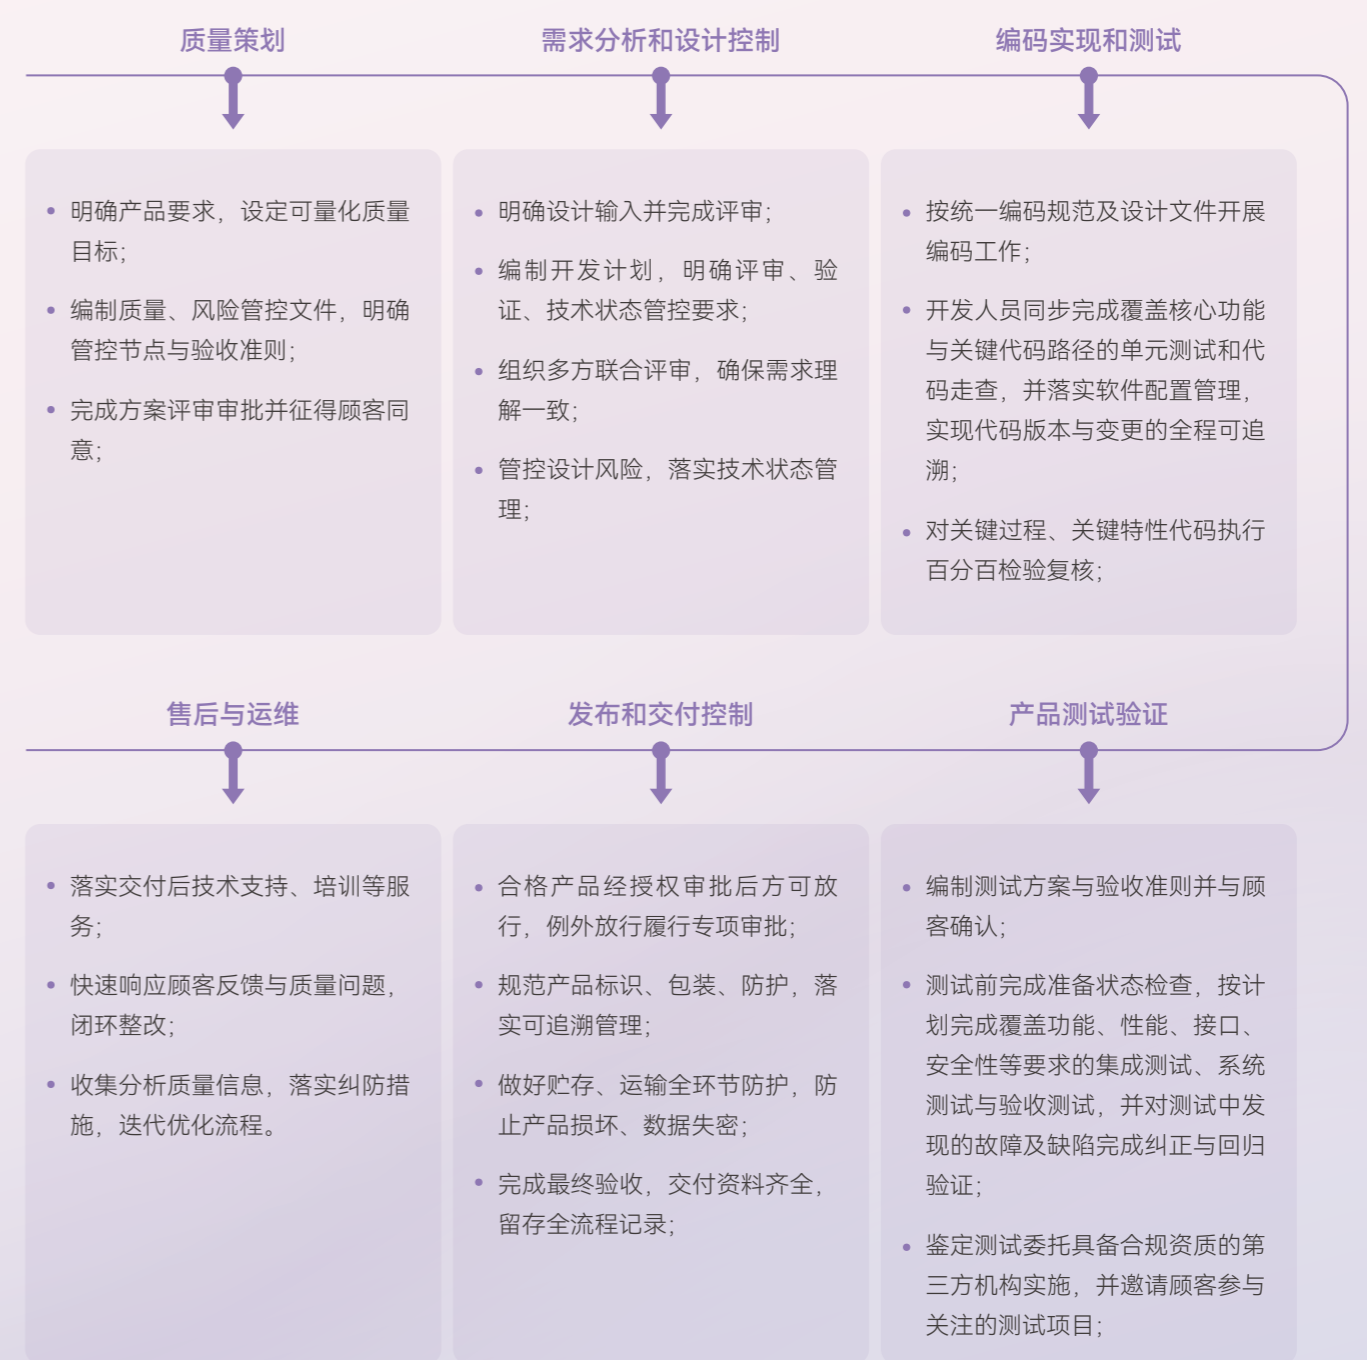 质量策划
需求分析和设计控制
编码实现和测试
明确产品要求，设定可量化质量
目标；
编制质量、风险管控文件，明确
管控节点与验收准则；
完成方案评审审批并征得顾客同
意；
明确设计输入并完成评审；
编制开发计划，明确评审、验
证、技术状态管控要求；
组织多方联合评审，确保需求理
解一致；
管控设计风险，落实技术状态管
理；
按统一编码规范及设计文件开展
编码工作；
开发人员同步完成覆盖核心功能
与关键代码路径的单元测试和代
码走查，并落实软件配置管理，
实现代码版本与变更的全程可追
溯；
对关键过程、关键特性代码执行
百分百检验复核；
售后与运维
发布和交付控制
产品测试验证
落实交付后技术支持、培训等服
务；
快速响应顾客反馈与质量问题，
闭环整改；
收集分析质量信息，落实纠防措
施，迭代优化流程。
合格产品经授权审批后方可放
行，例外放行履行专项审批；
规范产品标识、包装、防护，落
实可追溯管理；
做好贮存、运输全环节防护，防
止产品损坏、数据失密；
完成最终验收，交付资料齐全，
留存全流程记录；
编制测试方案与验收准则并与顾
客确认；
测试前完成准备状态检查，按计
划完成覆盖功能、性能、接口、
安全性等要求的集成测试、系统
测试与验收测试，并对测试中发
现的故障及缺陷完成纠正与回归
验证；
鉴定测试委托具备合规资质的第
三方机构实施，并邀请顾客参与
关注的测试项目；